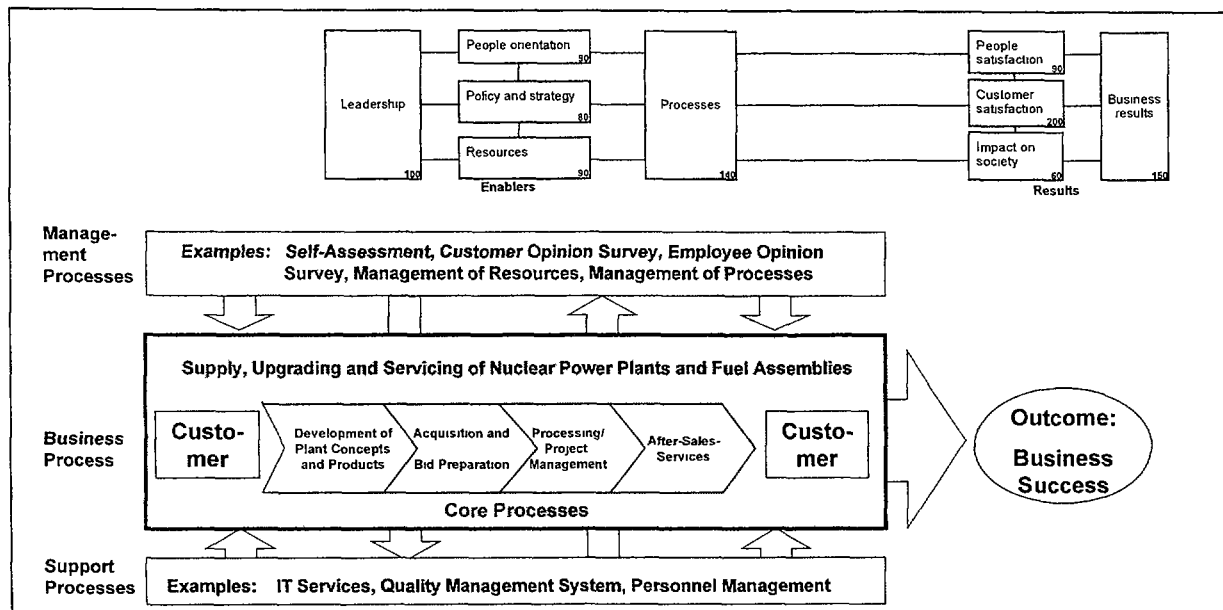 People orientation
90
Leadership
100
Policy and strategy
80
Resources
90
Enablers
Processes
140
People
satisfaction
90
Customer
satisfaction
200
Impact on
society
60
Results
Business
results
150
Manage-
ment
Processes
Examples: Self-Assessment, Customer Opinion Survey, Employee Opinion
Survey, Management of Resources, Management of Processes
Supply, Upgrading and Servicing of Nuclear Power Plants and Fuel Assemblies
Business
Process
Custo-
mer
Development of
Plant Concepts
and Products
Acquisition and
Bid Preparation
Processing/
Project
Management
After-Sales-
Services
Custo-
mer
Core Processes
Outcome:
Business
Success
Support
Processes
Examples: IT Services, Quality Management System, Personnel Management